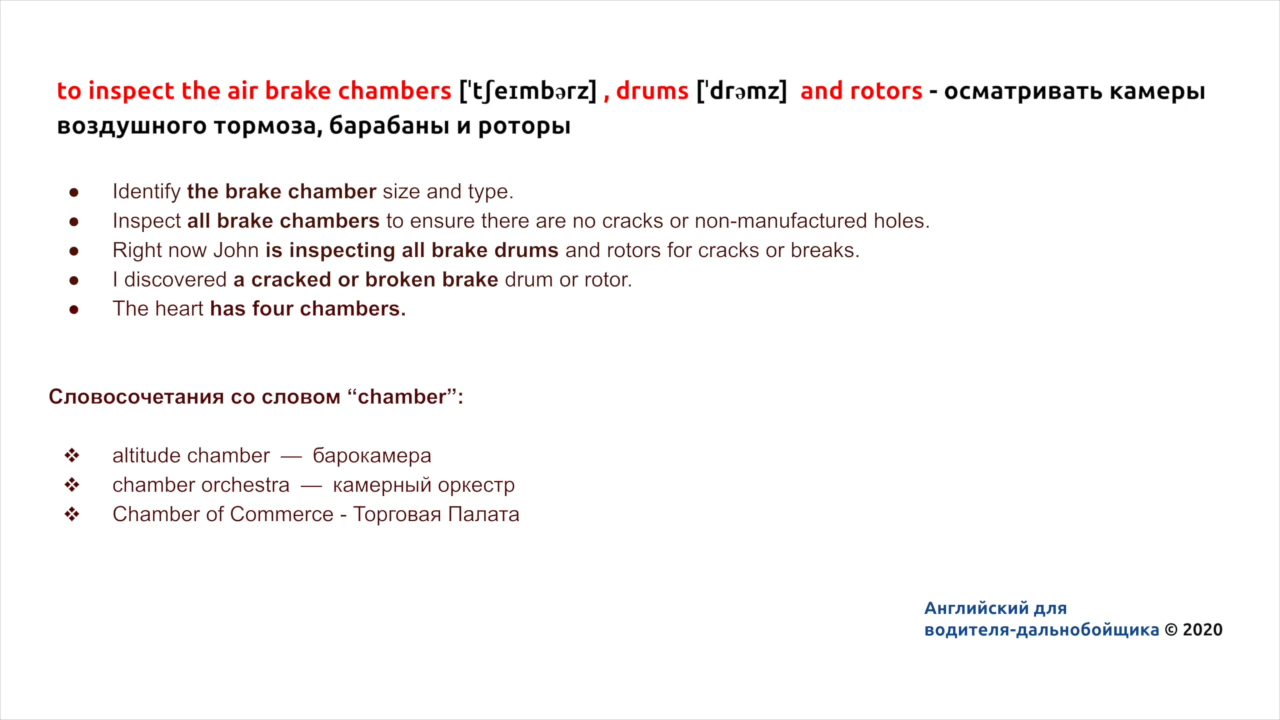 to inspect the air brake chambers [ˈtʃeɪmbərz] , drums [ˈdrəmz] and rotors - осматривать камеры
воздушного тормоза, барабаны и роторы
● Identify the brake chamber size and type.
● Inspect all brake chambers to ensure there are no cracks or non-manufactured holes.
● Right now John is inspecting all brake drums and rotors for cracks or breaks.
● I discovered a cracked or broken brake drum or rotor.
● The heart has four chambers.
Словосочетания со словом “chamber”:
❖ altitude chamber — барокамера
❖ chamber orchestra — камерный оркестр
❖ Chamber of Commerce - Торговая Палата
Английский для
водителя-дальнобойщика © 2020